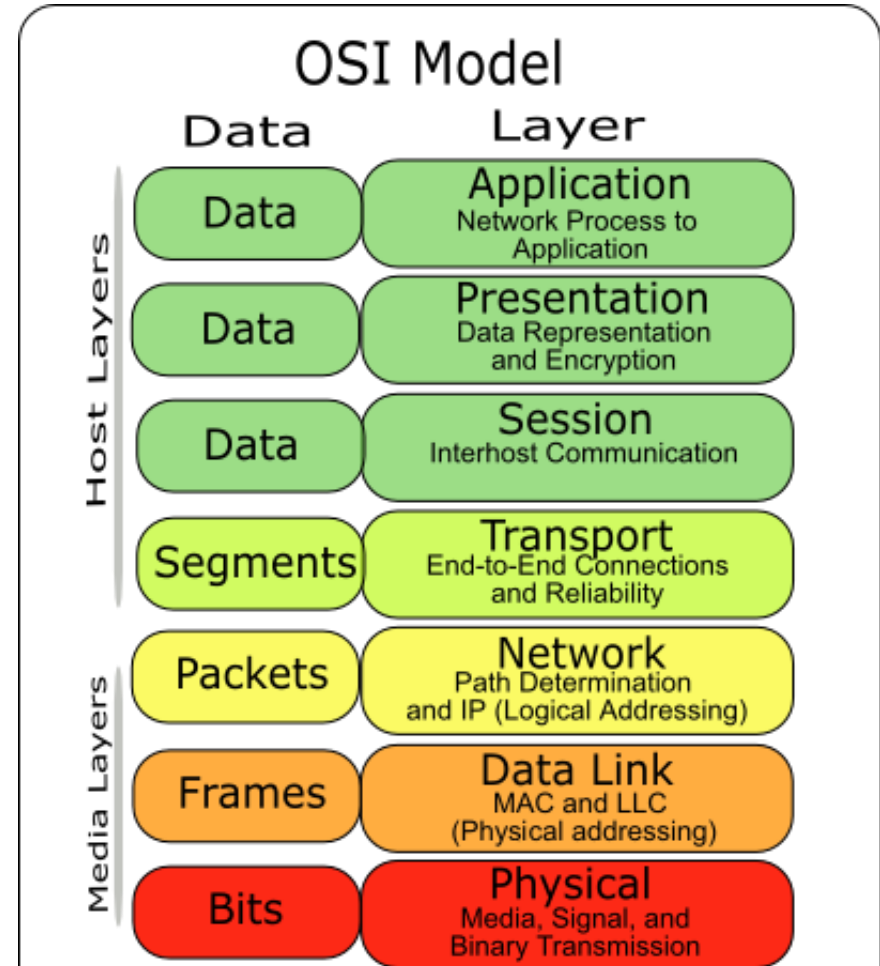 OSI Model
Data
Layer
Host Layers
Data
Application
Network Process to
Application
Data
Presentation
Data Representation
and Encryption
Data
Session
Interhost Communication
Segments
Transport
End-to-End Connections
and Reliability
Media Layers
Packets
Network
Path Determination
and IP (Logical Addressing)
Frames
Data Link
MAC and LLC
(Physical addressing)
Bits
Physical
Media, Signal, and
Binary Transmission